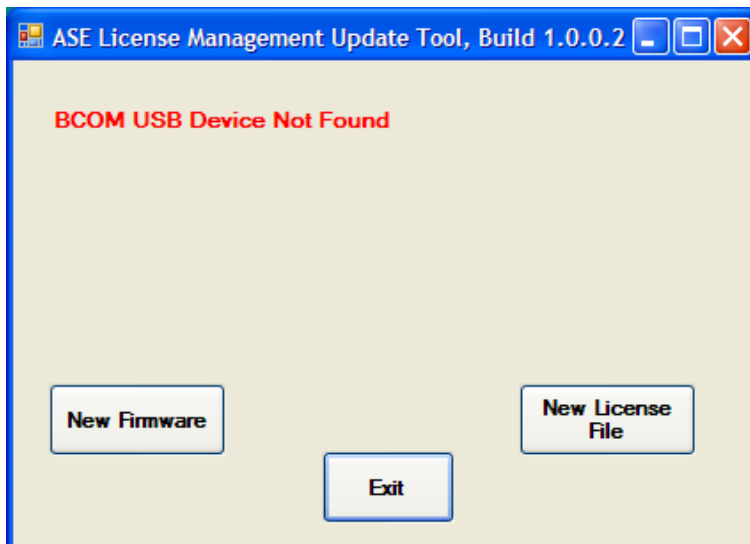 ASE License Management Update Tool, Build 1.0.0.2
BCOM USB Device Not Found
New Firmware
New License
File
Exit